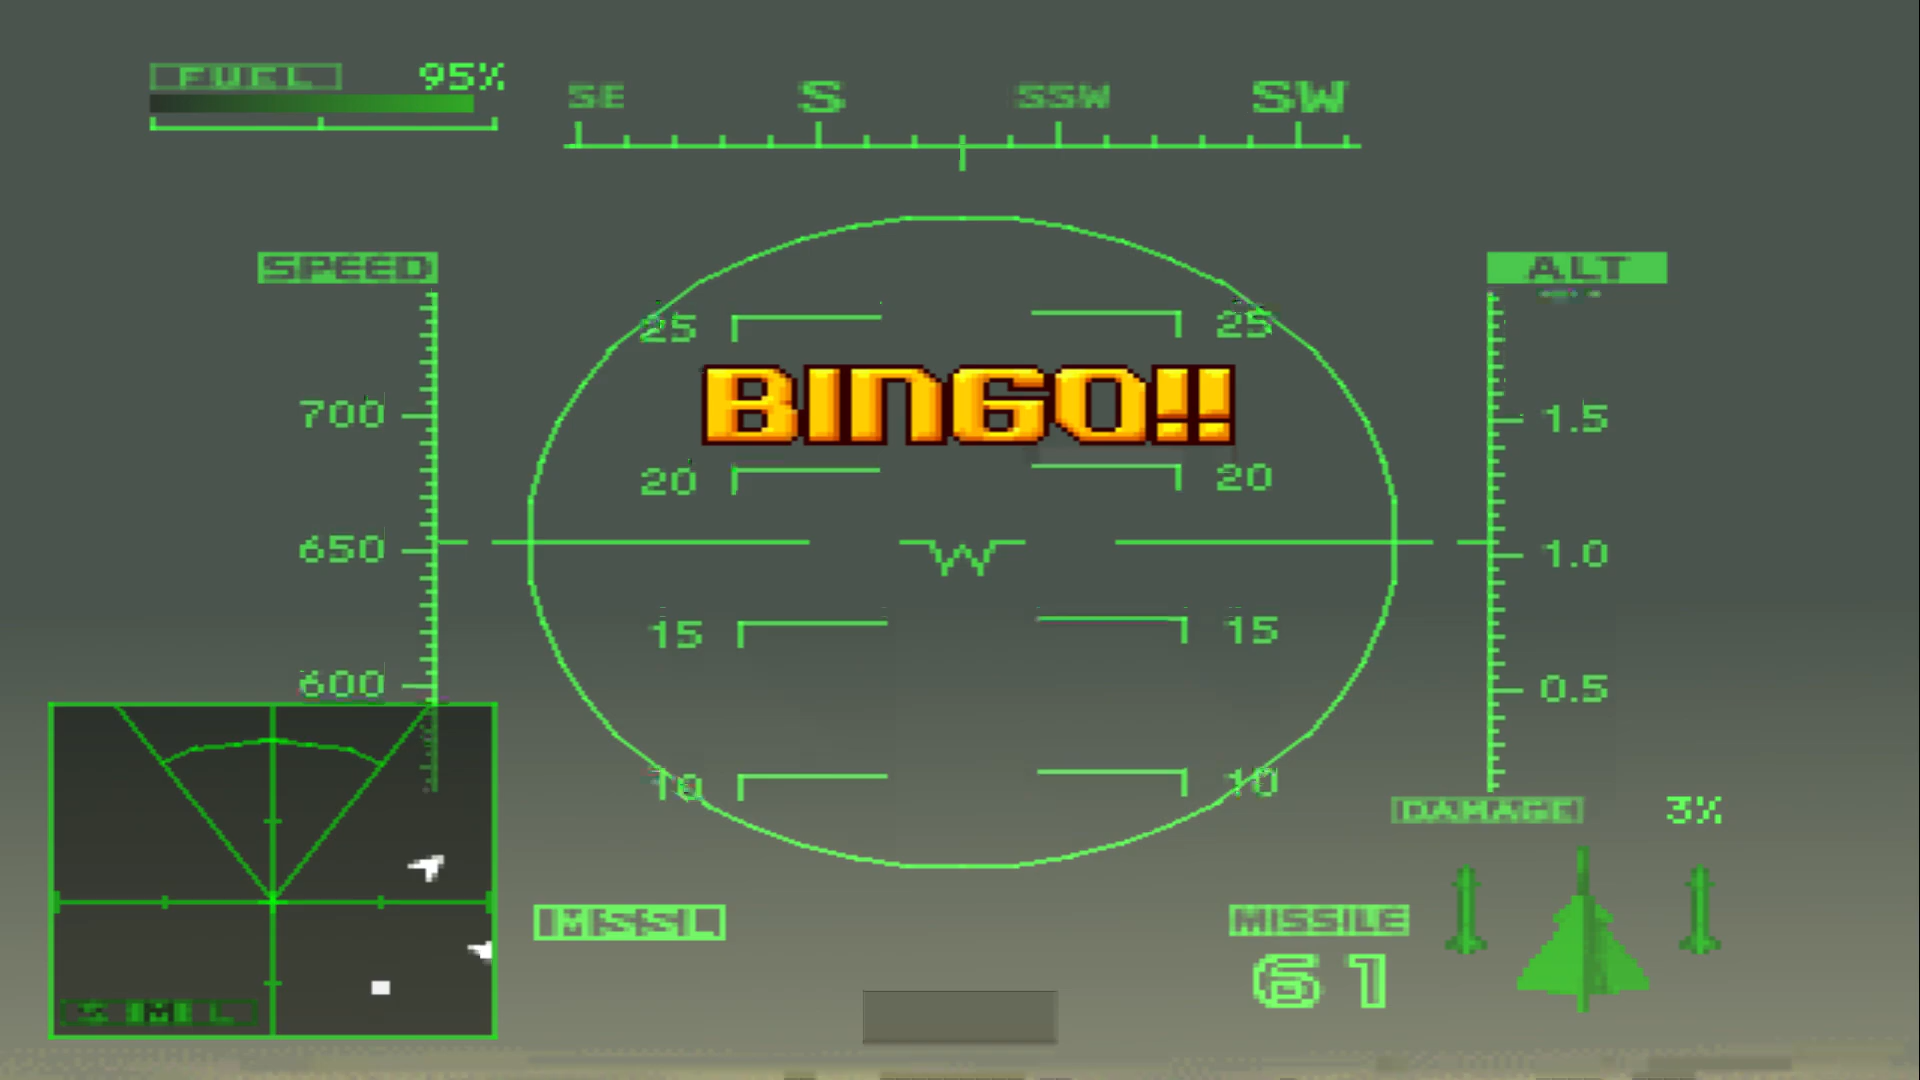 FUEL 95%
SE S SSW SW
SPEED
ALT
25 25
BINGO!!
700 1.5
20 20
650 1.0
15 15
600 0.5
10 10
DAMAGE 3%
MISSILE
61